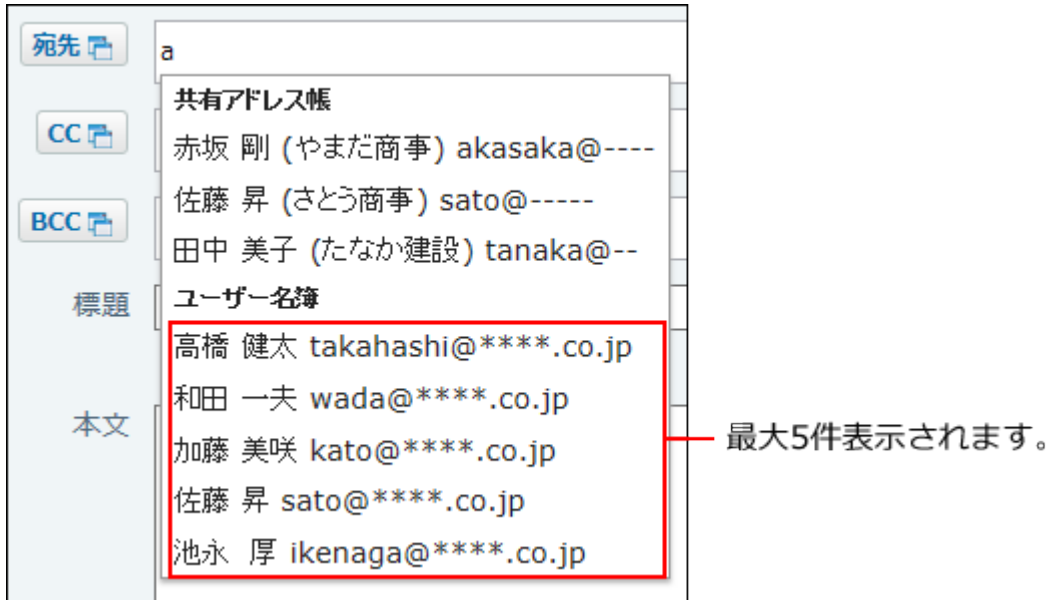 宛先
a
共有アドレス帳
CC
赤坂 剛 (やまだ商事) akasaka@----
佐藤 昇 (さとう商事) sato@-----
BCC
田中 美子 (たなか建設) tanaka@--
標題
ユーザー名簿
高橋 健太 takahashi@****.co.jp
和田 一夫 wada@****.co.jp
本文
最大5件表示されます。
加藤 美咲 kato@****.co.jp
佐藤 昇 sato@****.co.jp
池永 厚 ikenaga@****.co.jp